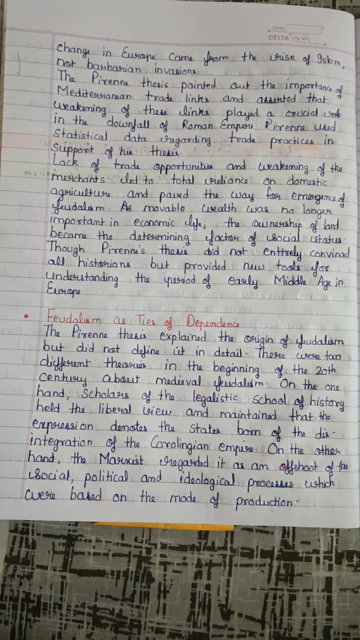 DELTA
change in Europe came from the urise of Islam,
not barbarian invasions.
The Pirenne thesis pointed out the importance of
Mediterranean trade links and asserted that
weakening of these links played a crucial role
in the downfall of Roman Empire. Pirenne used
statistical data regarding trade practices in
support of his thesis.
Lack of trade opportunities and weakening of the
merchants led to total reliance on domestic
agriculture and paved the way for emergence of
feudalism. As movable wealth was no longer
important in economic life, the ownership of land
became the determining factor of social status.
Though Pirenne's thesis did not entirely convinced
all historians but provided new tools for
understanding the period of early Middle Age in
Europe
• Feudalism as Ties of Dependence
The Pirenne thesis explained the origin of feudalism
but did not define it in detail. There were two
different theories in the beginning of the 20th
Century about medieval feudalism. On the one
hand, scholars of the legalistic school of history
held the liberal view and maintained that the
expression denotes the States born of the dis-
integration of the Carolingian empire. On the other
hand, the Marxist regarded it as an offshoot of the
social, political and ideological processes which
were based on the mode of production.